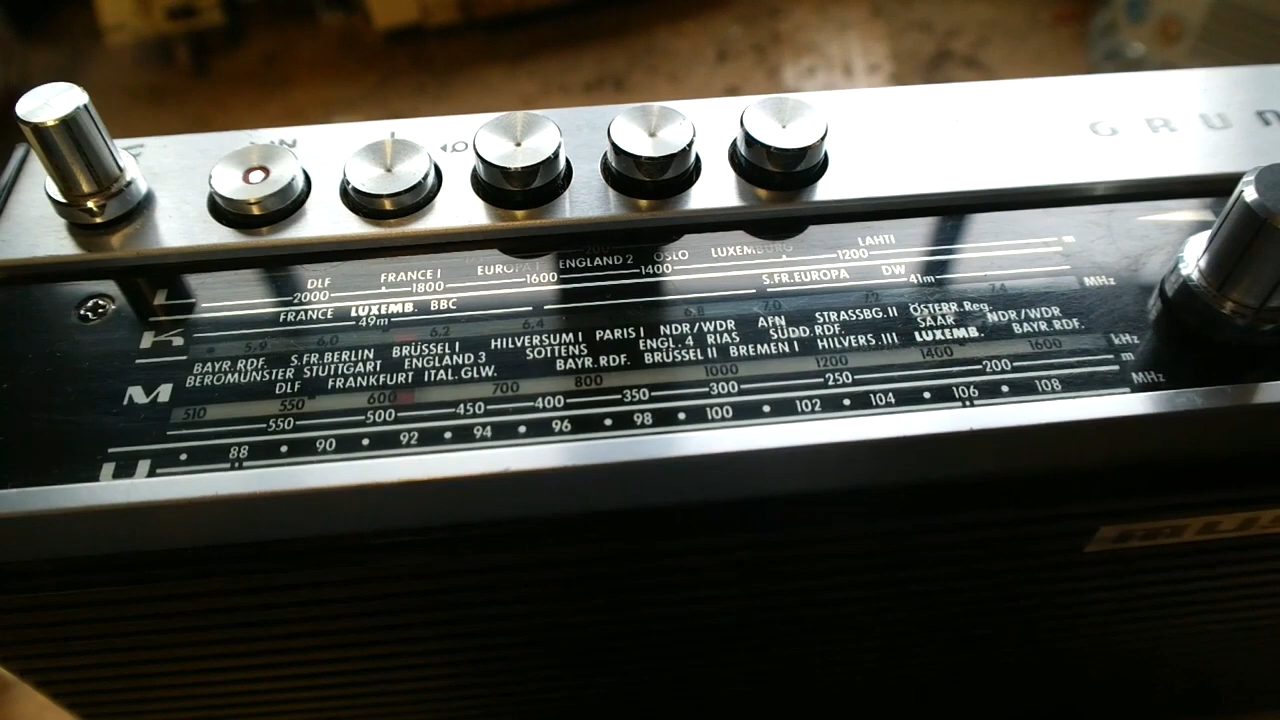 GRUN
LAHTI
DLF FRANCE I EUROPA I ENGLAND 2 OSLO LUXEMBURG
2000 1800 1600 1400 1200 m
L
FRANCE LUXEMB. BBC S.FR.EUROPA DW
49m 41m
K 5.9 6.0 6.2 6.4 6.8 7.0 7.2 7.4 MHz
BAYR.RDF. S.FR.BERLIN BRÜSSEL I HILVERSUM I PARIS I NDR/WDR AFN STRASSBG.II ÖSTERR.Reg. NDR/WDR
BEROMÜNSTER STUTTGART ENGLAND 3 SOTTENS ENGL.4 RIAS SÜDD.RDF. SAAR BAYR.RDF.
DLF FRANKFURT ITAL.GLW. BAYR.RDF. BRÜSSEL II BREMEN I HILVERS.III LUXEMB.
M
510 550 600 700 800 1000 1200 1400 1600 kHz
550 500 450 400 350 300 250 200 m
U 88 90 92 94 96 98 100 102 104 106 108 MHz